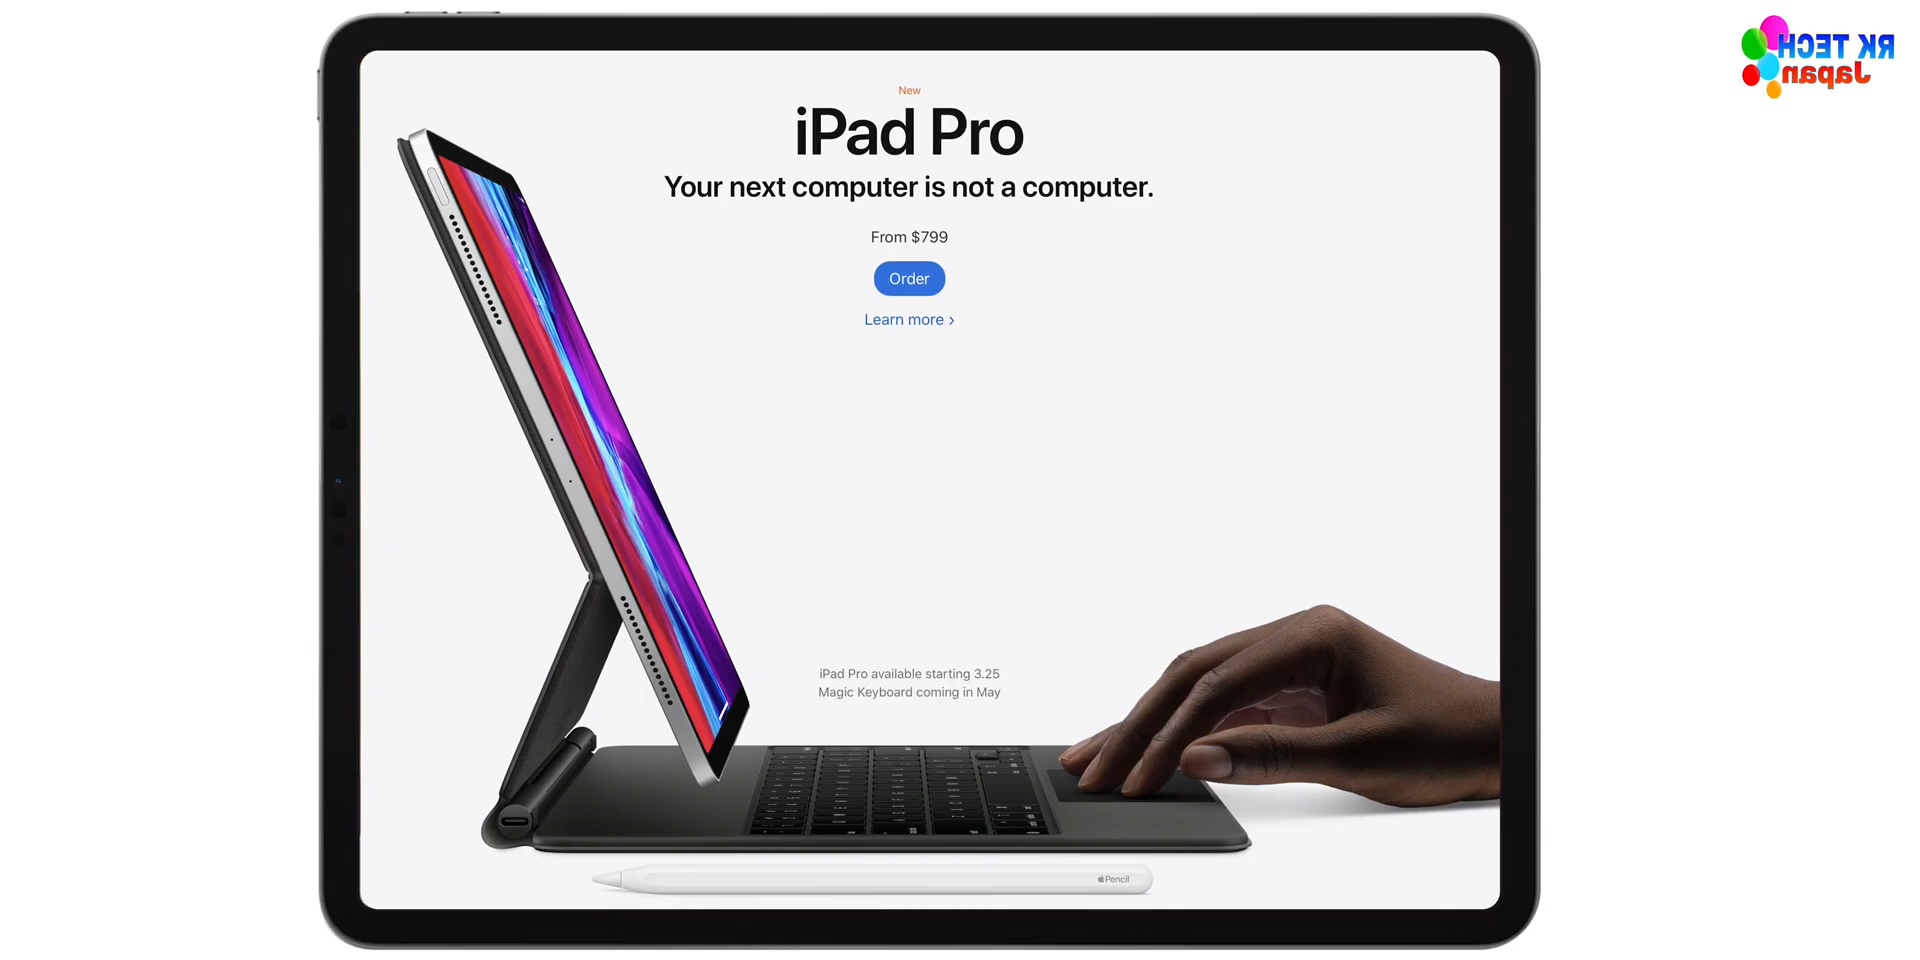 New
iPad Pro
Your next computer is not a computer.
From $799
Order
Learn more ›
iPad Pro available starting 3.25
Magic Keyboard coming in May
Pencil
RK TECH
Japan